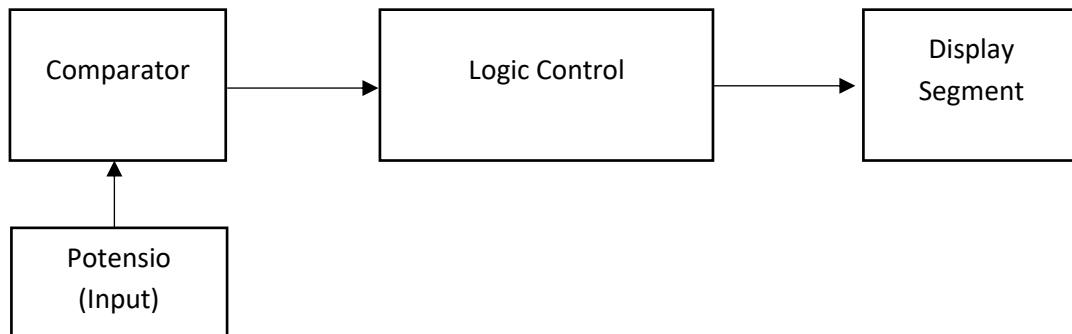 Comparator
Logic Control
Display
Segment
Potensio
(Input)